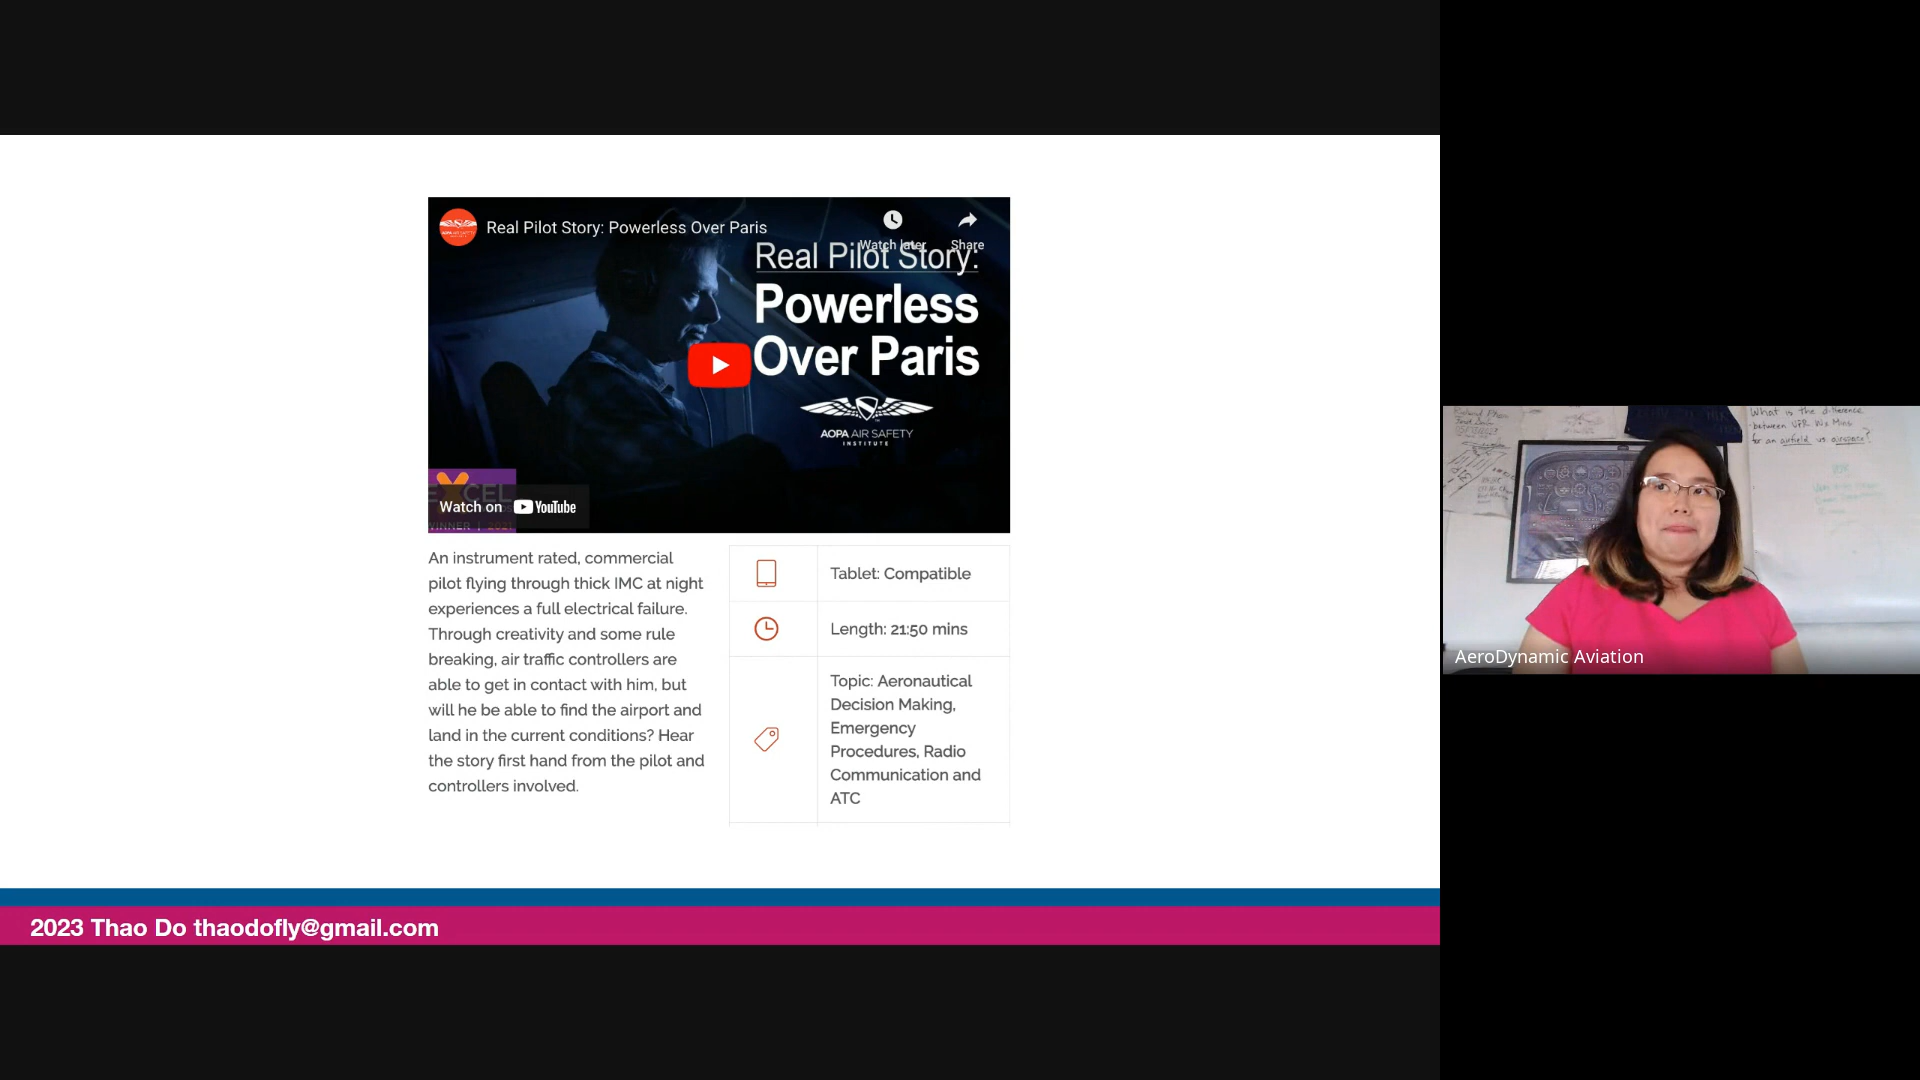 Real Pilot Story: Powerless Over Paris
Watch later
Share
Real Pilot Story:
Powerless
Over Paris
AOPA AIR SAFETY
INSTITUTE
Watch on YouTube
WINNER | 2021
An instrument rated, commercial
pilot flying through thick IMC at night
experiences a full electrical failure.
Through creativity and some rule
breaking, air traffic controllers are
able to get in contact with him, but
will he be able to find the airport and
land in the current conditions? Hear
the story first hand from the pilot and
controllers involved.
Tablet: Compatible
Length: 21:50 mins
Topic: Aeronautical
Decision Making,
Emergency
Procedures, Radio
Communication and
ATC
2023 Thao Do thaodofly@gmail.com
What is the difference
between VFR Wx Mins
for an airfield vs airspace?
AeroDynamic Aviation